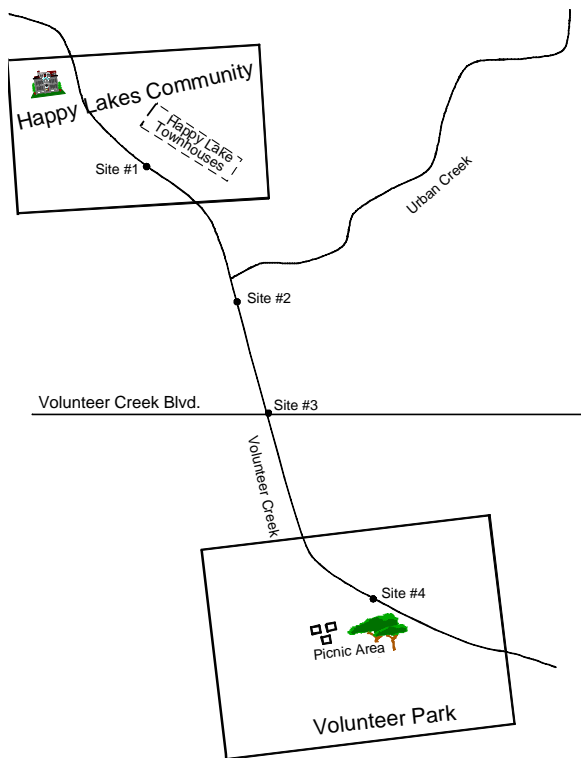 Happy Lakes Community
Happy Lake
Townhouses
Site #1
Urban Creek
Site #2
Volunteer Creek Blvd.
Site #3
Volunteer Creek
Site #4
Picnic Area
Volunteer Park